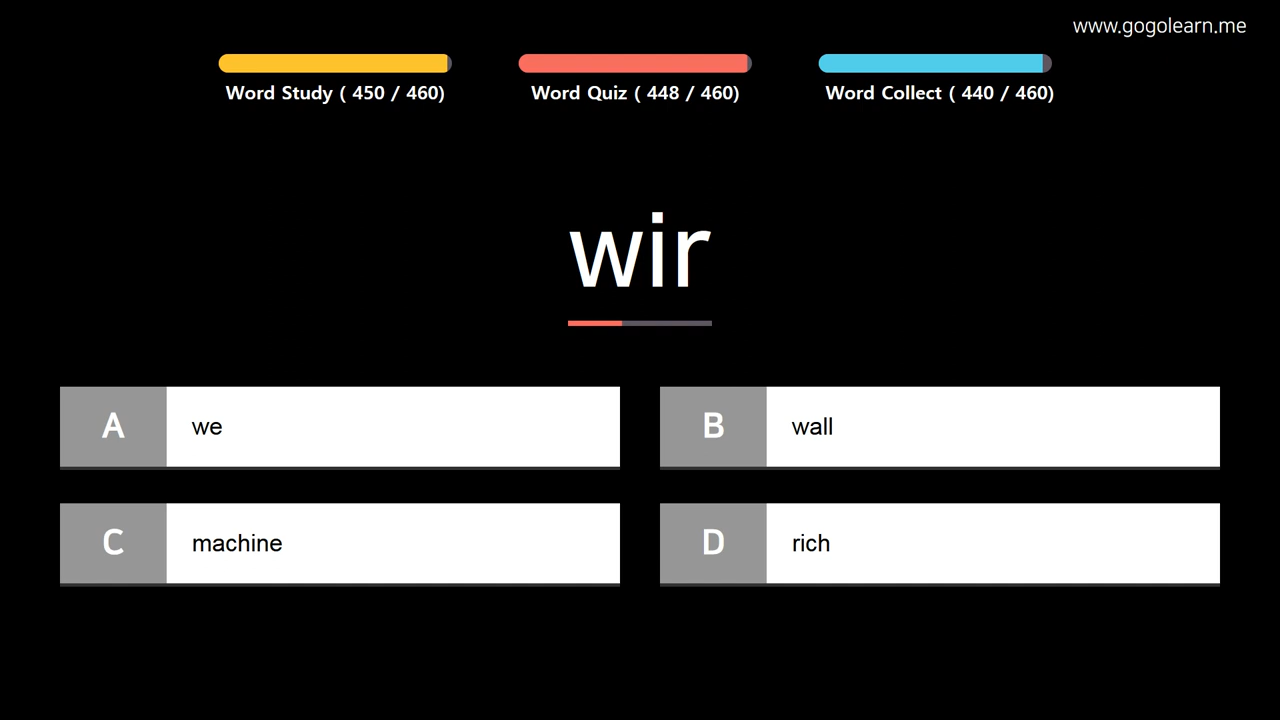 www.gogolearn.me
Word Study ( 450 / 460)
Word Quiz ( 448 / 460)
Word Collect ( 440 / 460)
wir
A we
B wall
C machine
D rich